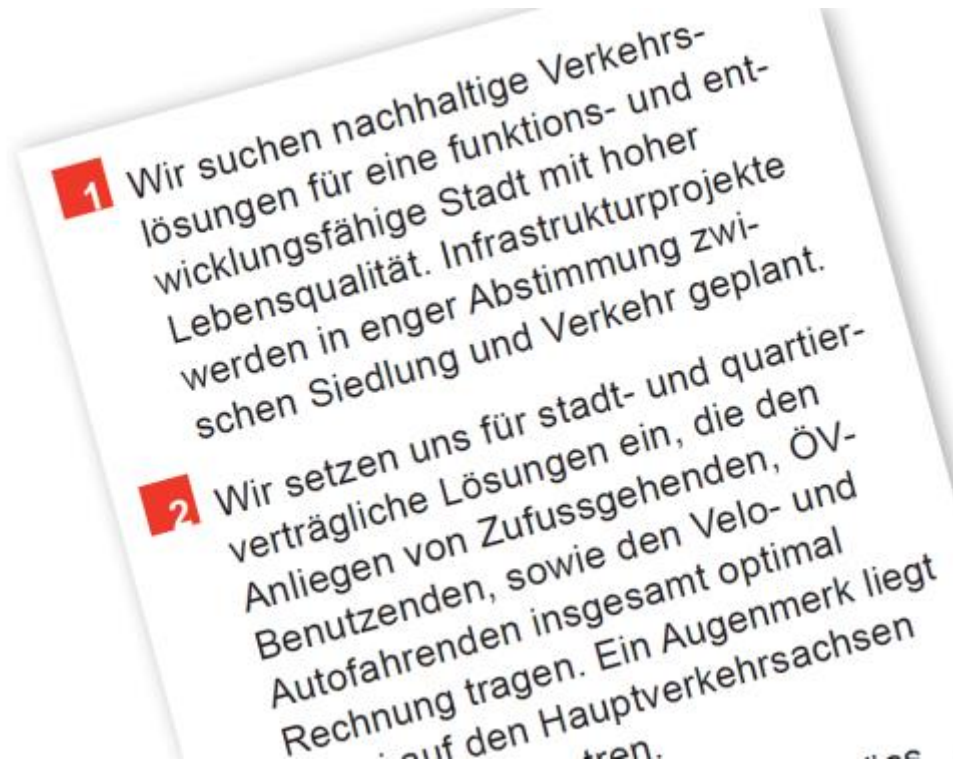 1 Wir suchen nachhaltige Verkehrs-
lösungen für eine funktions- und ent-
wicklungsfähige Stadt mit hoher
Lebensqualität. Infrastrukturprojekte
werden in enger Abstimmung zwi-
schen Siedlung und Verkehr geplant.
2 Wir setzen uns für stadt- und quartier-
verträgliche Lösungen ein, die den
Anliegen von Zufussgehenden, ÖV-
Benutzenden, sowie den Velo- und
Autofahrenden insgesamt optimal
Rechnung tragen. Ein Augenmerk liegt
auf den Hauptverkehrsachsen